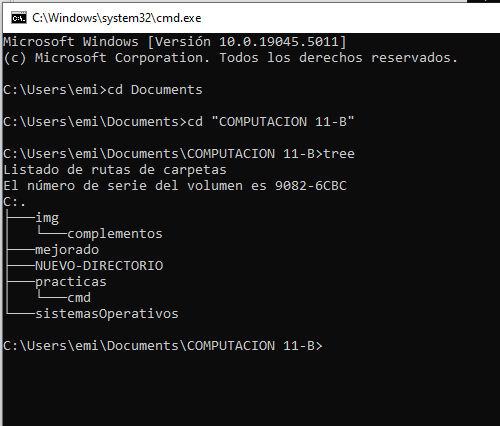 C:\Windows\system32\cmd.exe
Microsoft Windows [Versión 10.0.19045.5011]
(c) Microsoft Corporation. Todos los derechos reservados.
C:\Users\emi>cd Documents
C:\Users\emi\Documents>cd "COMPUTACION 11-B"
C:\Users\emi\Documents\COMPUTACION 11-B>tree
Listado de rutas de carpetas
El número de serie del volumen es 9082-6CBC
C:.
├───img
│   └───complementos
├───mejorado
├───NUEVO-DIRECTORIO
├───practicas
│   └───cmd
└───sistemasOperativos
C:\Users\emi\Documents\COMPUTACION 11-B>